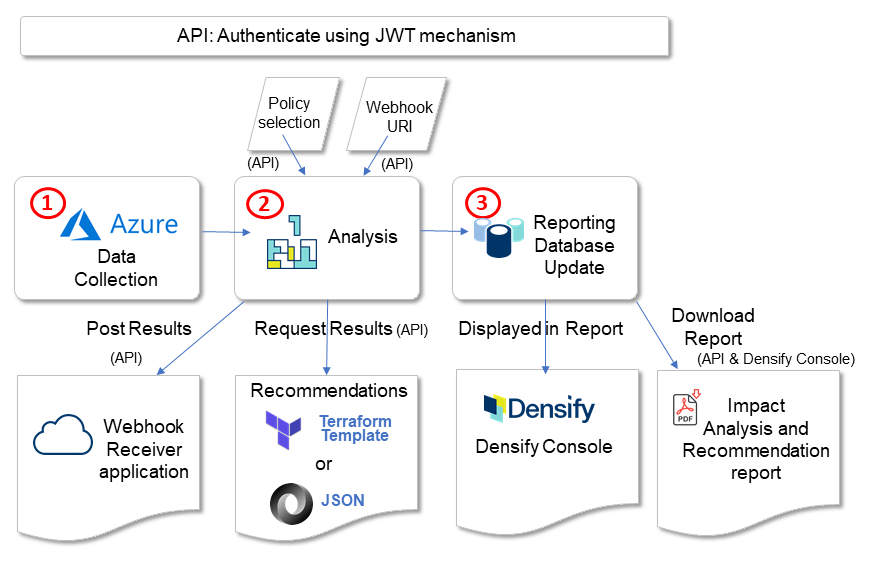 API: Authenticate using JWT mechanism
Policy
selection
Webhook
URI
(API)
(API)
1
Azure
Data
Collection
2
Analysis
3
Reporting
Database
Update
Post Results
(API)
Request Results (API)
Displayed in Report
Download
Report
(API & Densify Console)
Webhook
Receiver
application
Recommendations
Terraform
Template
or
JSON
Densify
Densify Console
PDF
Impact
Analysis and
Recommendation
report